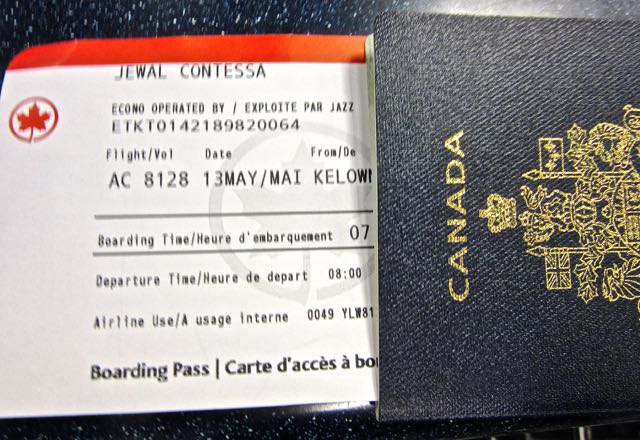 JEWAL CONTESSA
ECONO OPERATED BY / EXPLOITE PAR JAZZ
ETKT0142189820064
Flight/Vol Date From/De
AC 8128 13MAY/MAI KELOWN
Boarding Time/Heure d'embarquement 07
Departure Time/Heure de depart 08:00
Airline Use/A usage interne 0049 YLW81
Boarding Pass | Carte d'accès à bo
CANADA